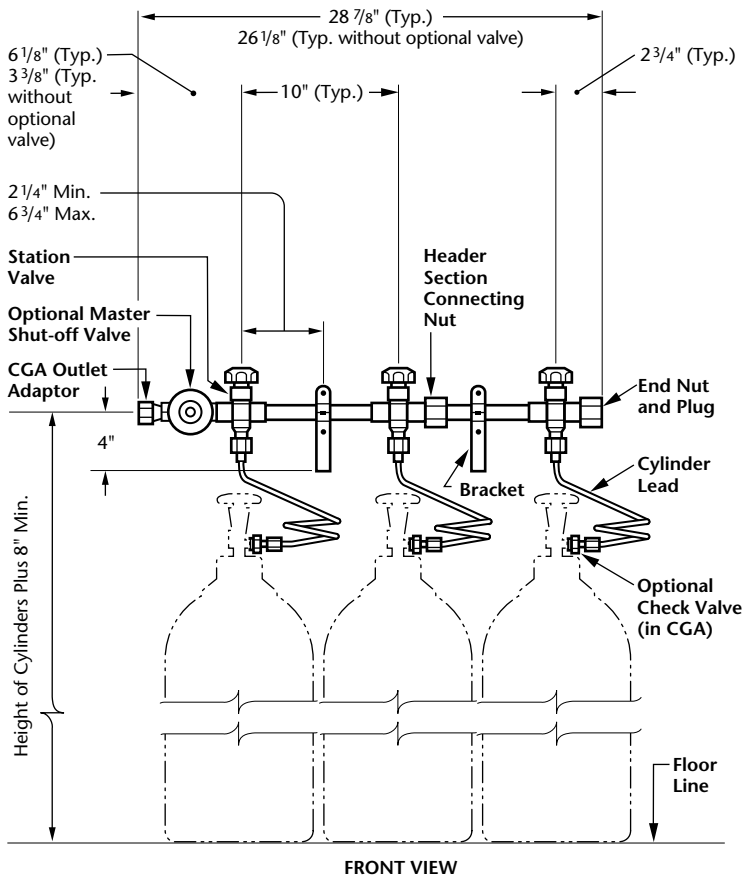 28 7/8" (Typ.)
26 1/8" (Typ. without optional valve)
6 1/8" (Typ.)
3 3/8" (Typ.
without
optional
valve)
10" (Typ.)
2 3/4" (Typ.)
2 1/4" Min.
6 3/4" Max.
Station
Valve
Optional Master
Shut-off Valve
CGA Outlet
Adaptor
Header
Section
Connecting
Nut
End Nut
and Plug
4"
Bracket
Cylinder
Lead
Optional
Check Valve
(in CGA)
Height of Cylinders Plus 8" Min.
Floor
Line
FRONT VIEW